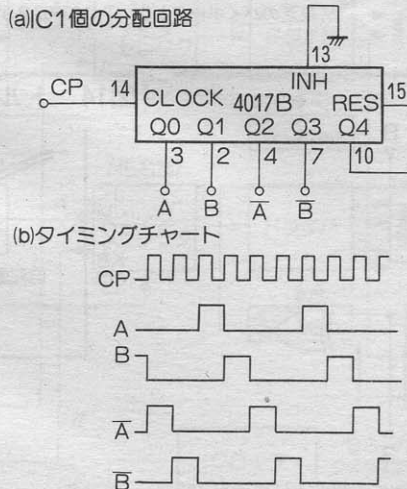 (a)IC1個の分配回路
13
CP 14 INH 15
CLOCK 4017B RES
Q0 Q1 Q2 Q3 Q4
3 2 4 7 10
A B A̅ B̅
(b)タイミングチャート
CP
A
B
A̅
B̅